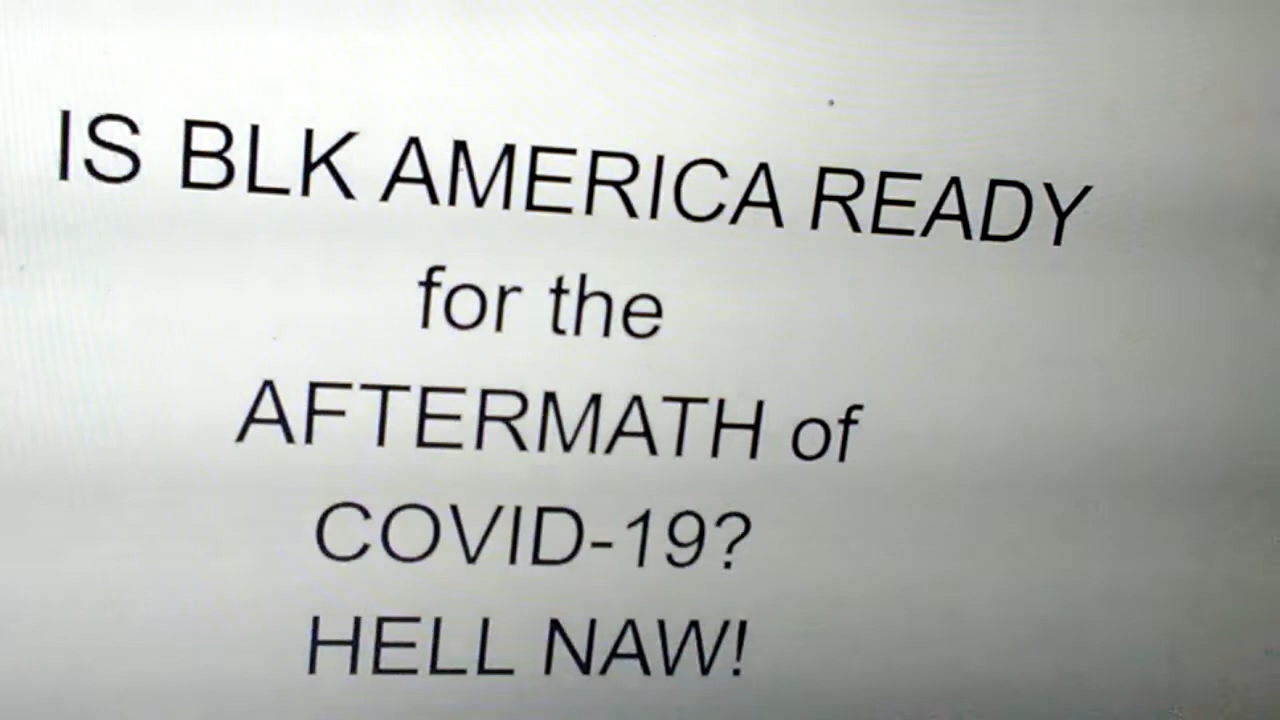 IS BLK AMERICA READY
for the
AFTERMATH of
COVID-19?
HELL NAW!